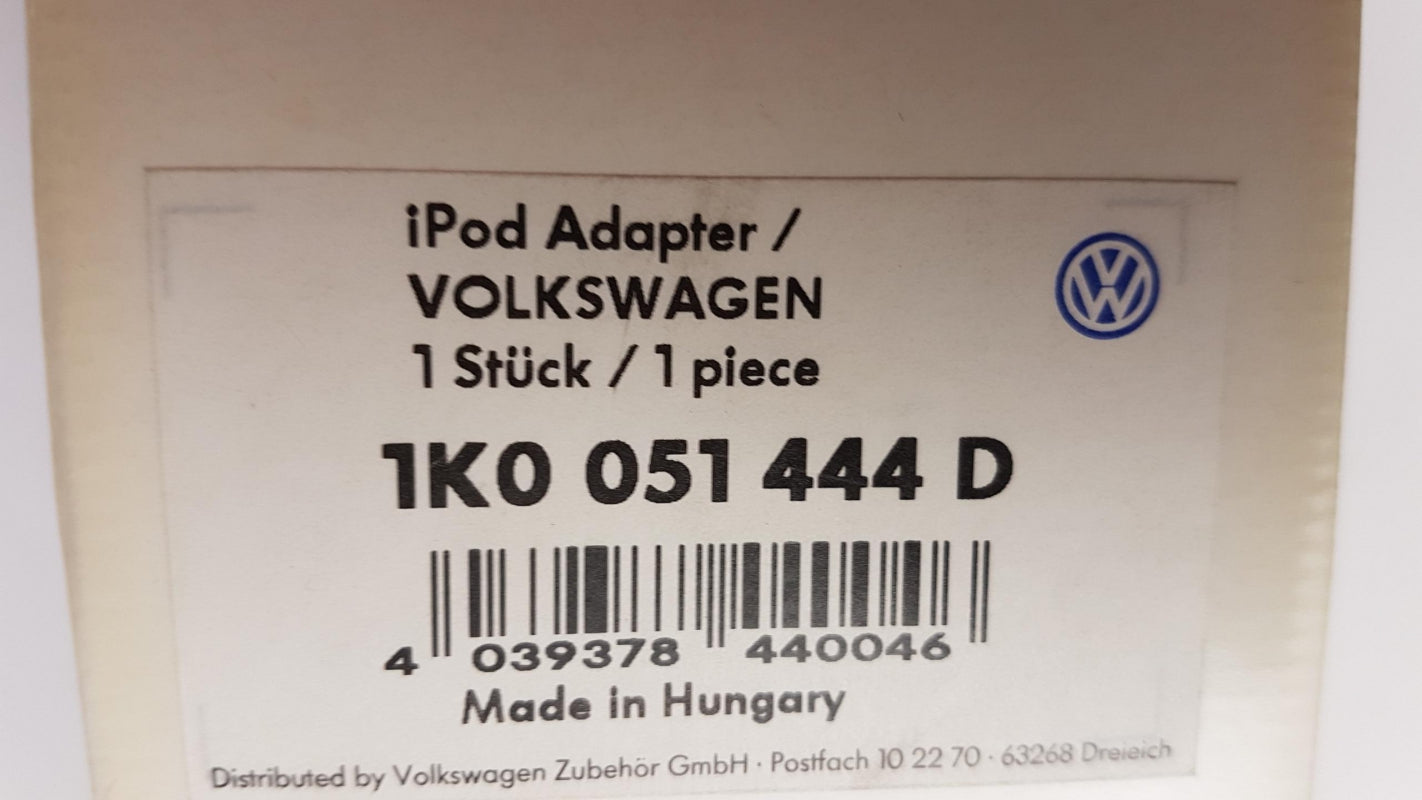 iPod Adapter /
VOLKSWAGEN
1 Stück / 1 piece
1K0 051 444 D
4 039378 440046
Made in Hungary
Distributed by Volkswagen Zubehör GmbH · Postfach 10 22 70 · 63268 Dreieich